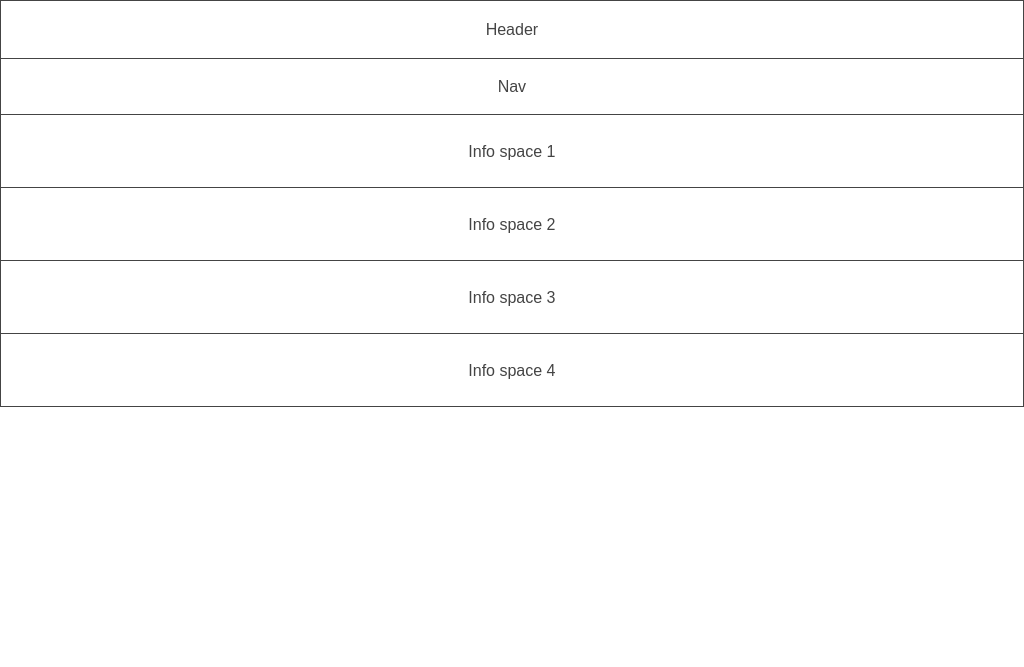 Header
Nav
Info space 1
Info space 2
Info space 3
Info space 4